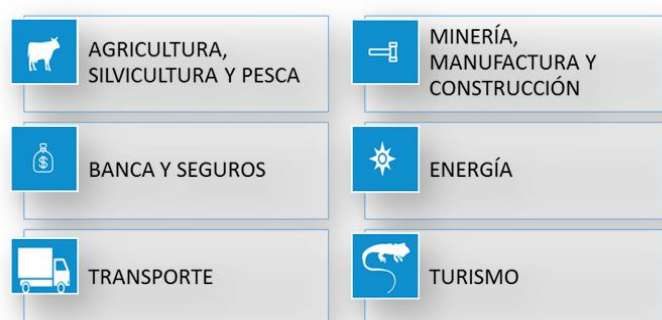 AGRICULTURA,
SILVICULTURA Y PESCA
MINERÍA,
MANUFACTURA Y
CONSTRUCCIÓN
$
BANCA Y SEGUROS
ENERGÍA
TRANSPORTE
TURISMO